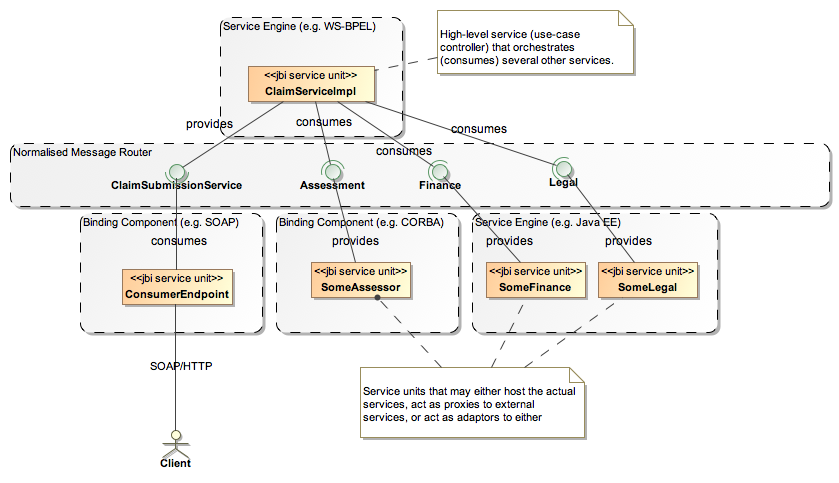 Service Engine (e.g. WS-BPEL)
High-level service (use-case
controller) that orchestrates
(consumes) several other services.
<<jbi service unit>>
ClaimServiceImpl
provides
consumes
consumes
consumes
Normalised Message Router
ClaimSubmissionService
Assessment
Finance
Legal
Binding Component (e.g. SOAP)
Binding Component (e.g. CORBA)
Service Engine (e.g. Java EE)
consumes
provides
provides
provides
<<jbi service unit>>
ConsumerEndpoint
<<jbi service unit>>
SomeAssessor
<<jbi service unit>>
SomeFinance
<<jbi service unit>>
SomeLegal
SOAP/HTTP
Service units that may either host the actual
services, act as proxies to external
services, or act as adaptors to either
Client